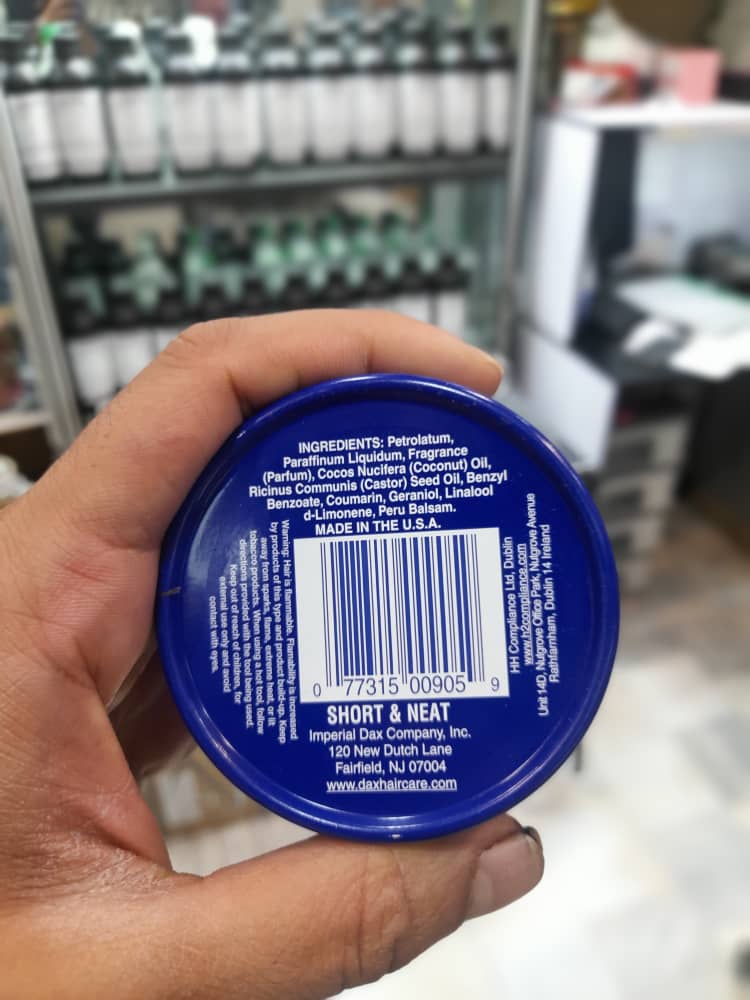 INGREDIENTS: Petrolatum,
Paraffinum Liquidum, Fragrance
(Parfum), Cocos Nucifera (Coconut) Oil,
Ricinus Communis (Castor) Seed Oil, Benzyl
Benzoate, Coumarin, Geraniol, Linalool
d-Limonene, Peru Balsam.
MADE IN THE U.S.A.
Warning: Hair is flammable. Flamability is increased
by products of this type and product build-up. Keep
away from sparks, flame, extreme heat, or lit
tobacco products. When using a hot tool, follow
directions provided with the tool being used.
Keep out of reach of children, for
external use only and avoid
contact with eyes.
0 77315 00905 9
HH Compliance Ltd, Dublin
www.h2compliance.com
Unit 14D, Nutgrove Office Park, Nutgrove Avenue
Rathfarnham, Dublin 14 Ireland
SHORT & NEAT
Imperial Dax Company, Inc.
120 New Dutch Lane
Fairfield, NJ 07004
www.daxhaircare.com